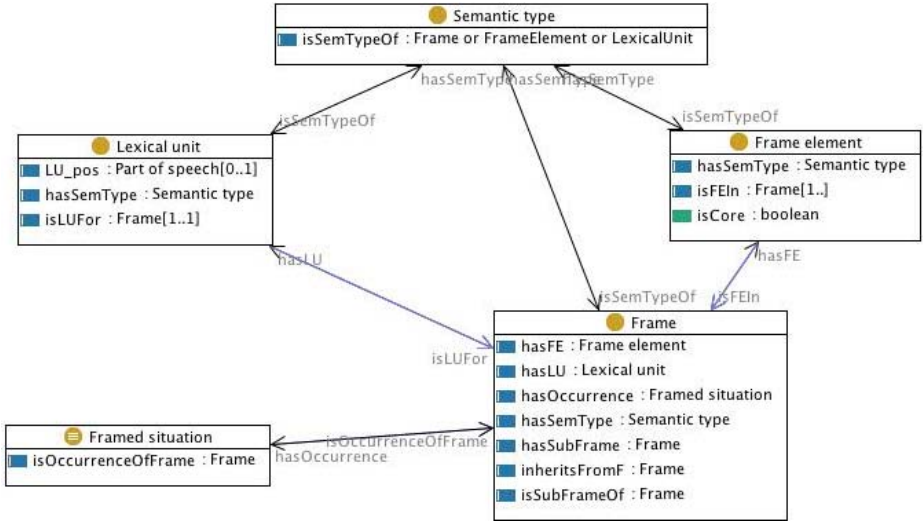 Semantic type
isSemTypeOf : Frame or FrameElement or LexicalUnit
hasSemType
hasSemType
hasSemType
isSemTypeOf
isSemTypeOf
Lexical unit
LU_pos : Part of speech[0..1]
hasSemType : Semantic type
isLUFor : Frame[1..1]
Frame element
hasSemType : Semantic type
isFEIn : Frame[1..]
isCore : boolean
hasLU
hasFE
isSemTypeOf
isFEIn
Frame
hasFE : Frame element
hasLU : Lexical unit
hasOccurrence : Framed situation
hasSemType : Semantic type
hasSubFrame : Frame
inheritsFromF : Frame
isSubFrameOf : Frame
isLUFor
isOccurrenceOfFrame
hasOccurrence
Framed situation
isOccurrenceOfFrame : Frame